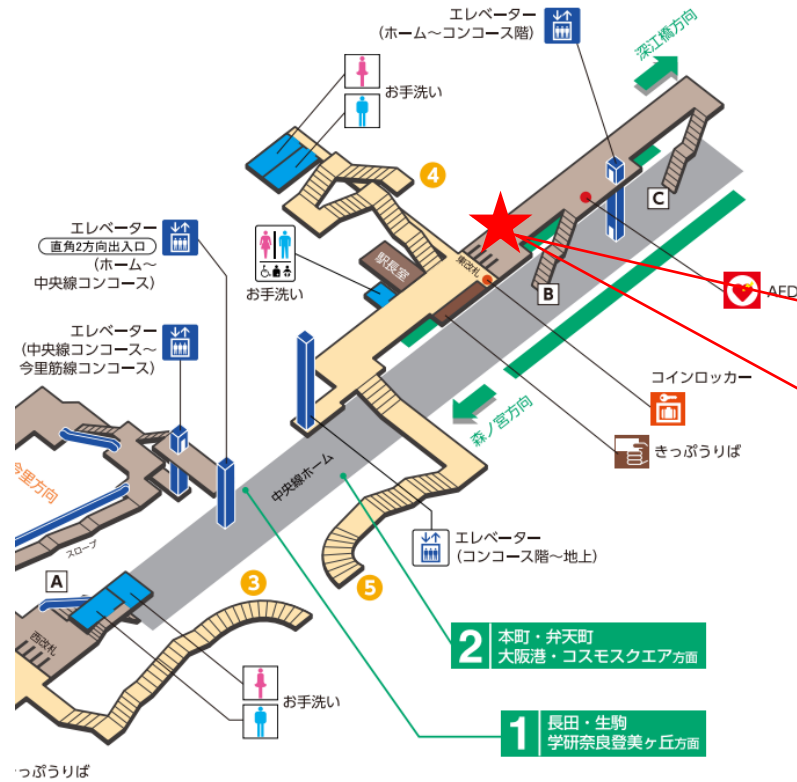 エレベーター
(ホーム〜コンコース階)
深江橋方向
お手洗い
4
エレベーター
直角2方向出入口
(ホーム〜
中央線コンコース)
お手洗い
駅長室
東改札
C
B
AED
エレベーター
(中央線コンコース〜
今里筋線コンコース)
コインロッカー
きっぷうりば
森ノ宮方向
今里方向
中央線ホーム
スロープ
エレベーター
(コンコース階〜地上)
A
3
5
西改札
2
本町・弁天町
大阪港・コスモスクエア方面
お手洗い
1
長田・生駒
学研奈良登美ヶ丘方面
っぷうりば